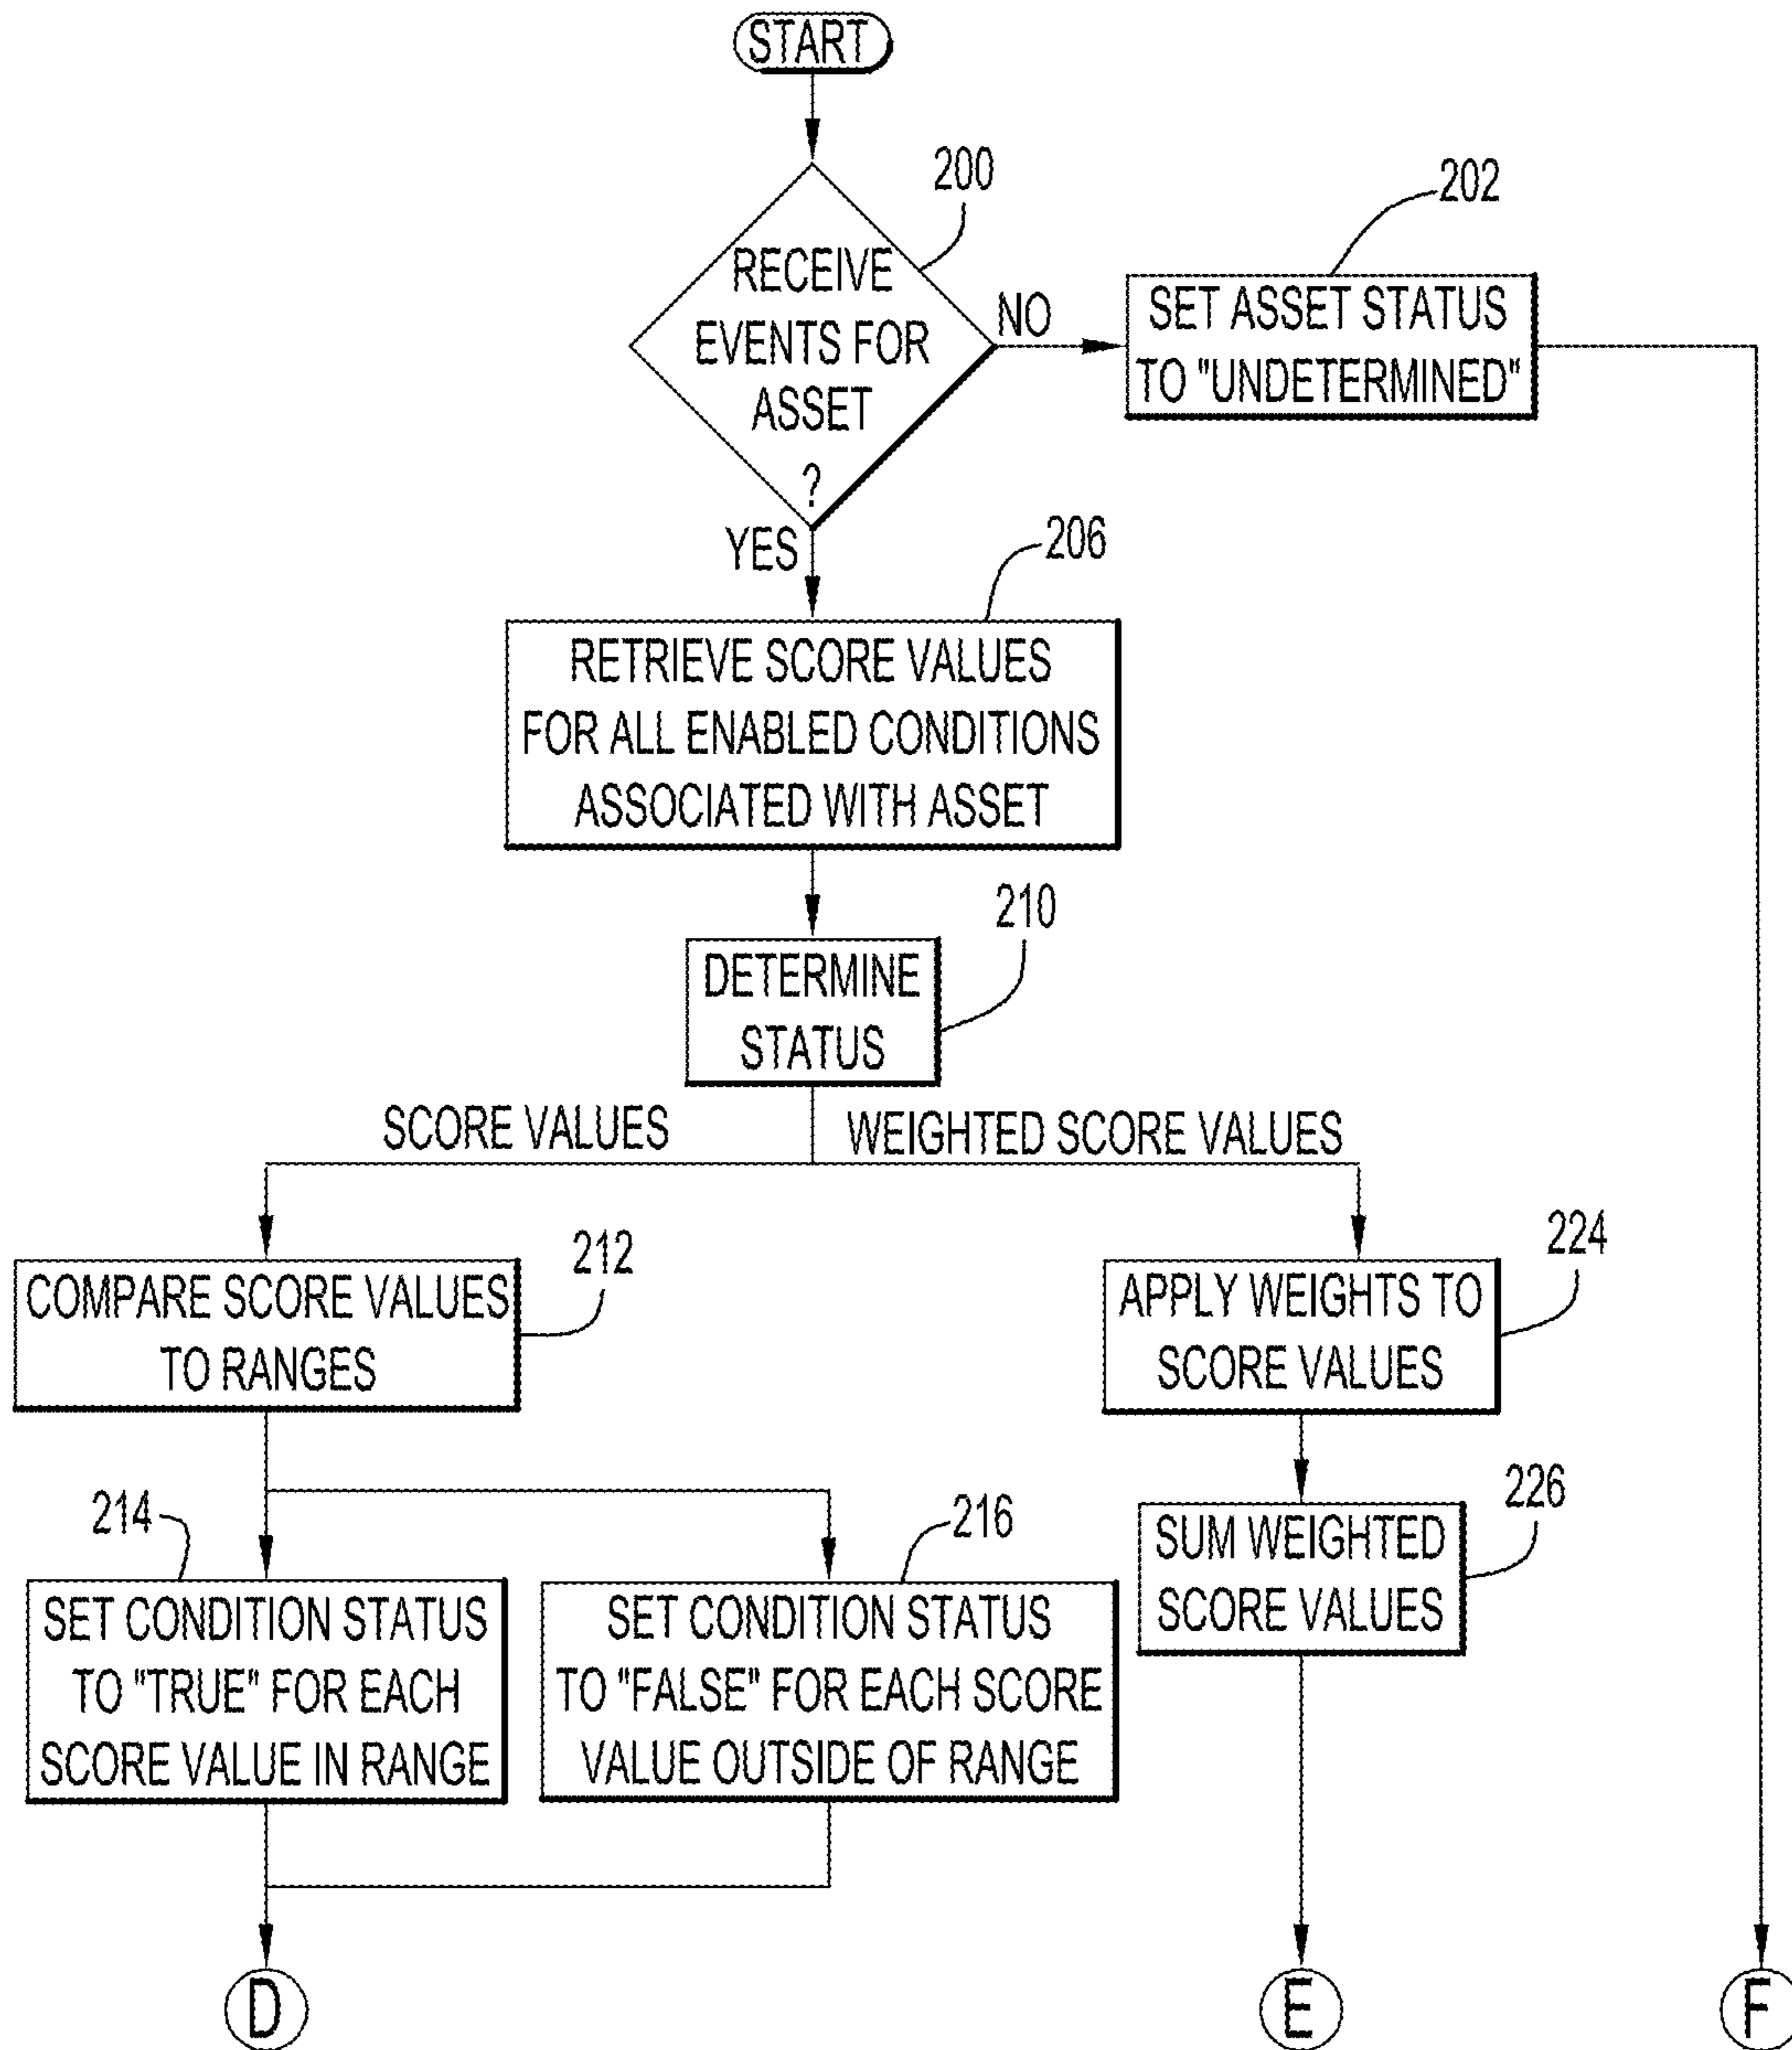 START
200
RECEIVE
EVENTS FOR
ASSET
?
NO
202
SET ASSET STATUS
TO "UNDETERMINED"
YES
206
RETRIEVE SCORE VALUES
FOR ALL ENABLED CONDITIONS
ASSOCIATED WITH ASSET
210
DETERMINE
STATUS
SCORE VALUES
WEIGHTED SCORE VALUES
212
COMPARE SCORE VALUES
TO RANGES
224
APPLY WEIGHTS TO
SCORE VALUES
214
SET CONDITION STATUS
TO "TRUE" FOR EACH
SCORE VALUE IN RANGE
216
SET CONDITION STATUS
TO "FALSE" FOR EACH SCORE
VALUE OUTSIDE OF RANGE
226
SUM WEIGHTED
SCORE VALUES
D
E
F